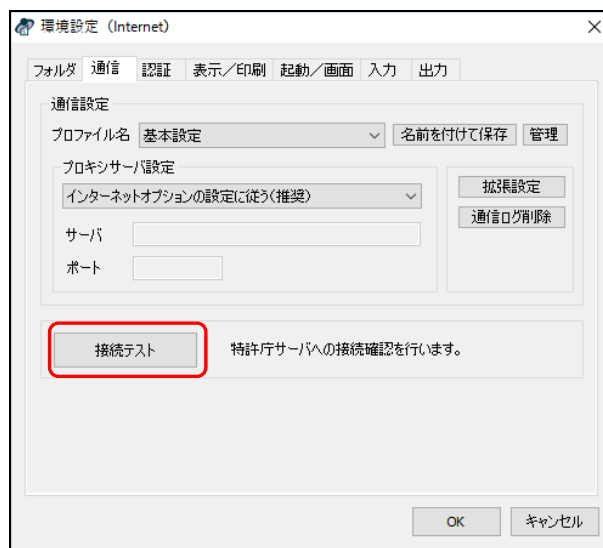 環境設定（Internet）
フォルダ 通信 認証 表示／印刷 起動／画面 入力 出力
通信設定
プロファイル名 基本設定 名前を付けて保存 管理
プロキシサーバ設定
インターネットオプションの設定に従う(推奨)
拡張設定
通信ログ削除
サーバ
ポート
接続テスト 特許庁サーバへの接続確認を行います。
OK キャンセル